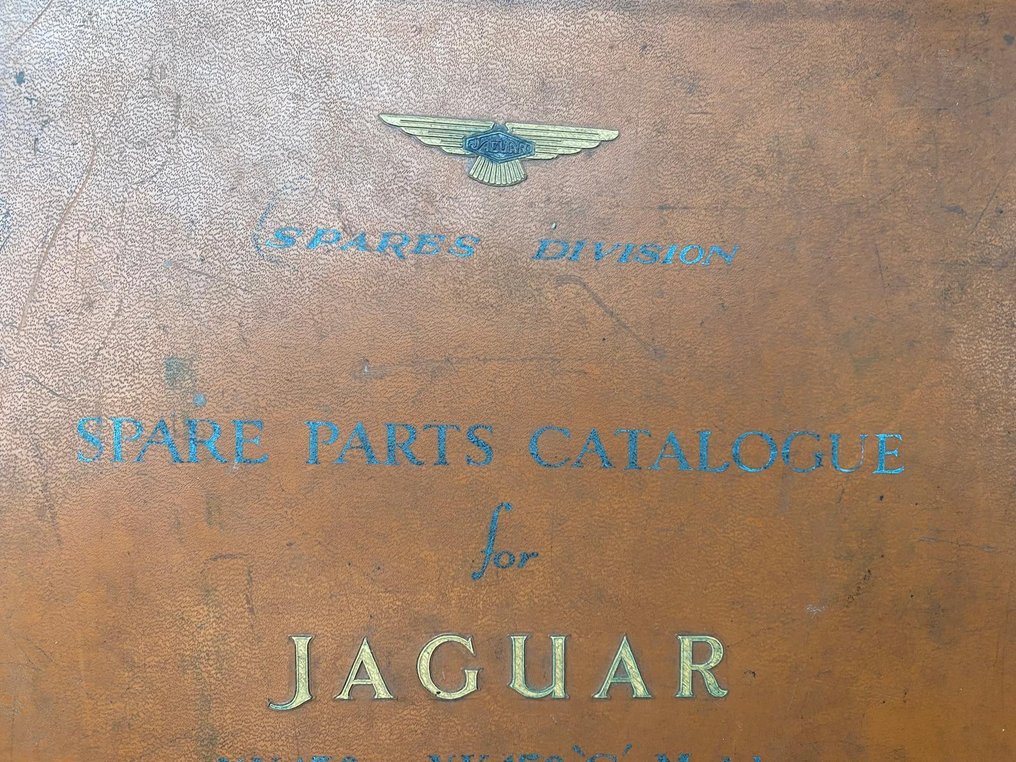 JAGUAR
SPARES DIVISION
SPARE PARTS CATALOGUE
for
JAGUAR